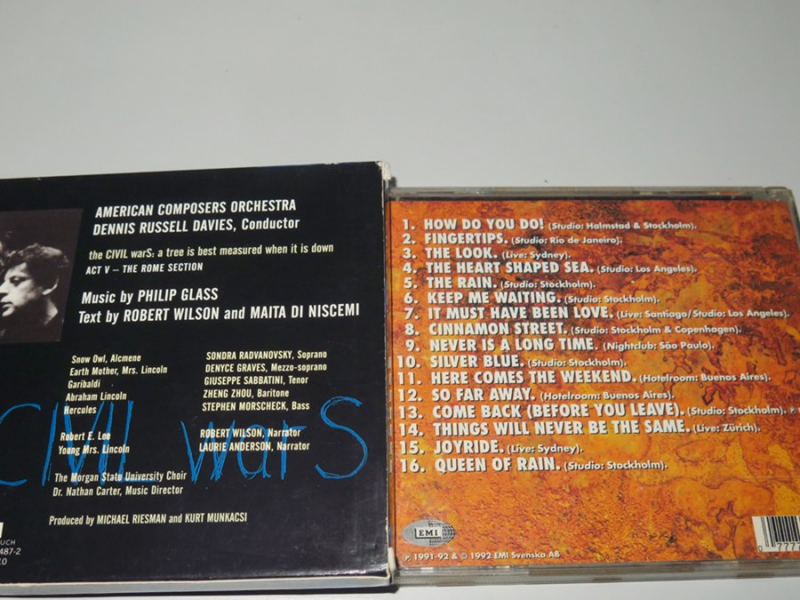 AMERICAN COMPOSERS ORCHESTRA
DENNIS RUSSELL DAVIES, Conductor
the CIVIL warS: a tree is best measured when it is down
ACT V — THE ROME SECTION
Music by PHILIP GLASS
Text by ROBERT WILSON and MAITA DI NISCEMI
Snow Owl, Alcmene SONDRA RADVANOVSKY, Soprano
Earth Mother, Mrs. Lincoln DENYCE GRAVES, Mezzo-soprano
Garibaldi GIUSEPPE SABBATINI, Tenor
Abraham Lincoln ZHENG ZHOU, Baritone
Hercules STEPHEN MORSCHECK, Bass
CIVIL warS
Robert E. Lee ROBERT WILSON, Narrator
Young Mrs. Lincoln LAURIE ANDERSON, Narrator
The Morgan State University Choir
Dr. Nathan Carter, Music Director
Produced by MICHAEL RIESMAN and KURT MUNKACSI
487-2
1. HOW DO YOU DO! (Studio: Halmstad & Stockholm).
2. FINGERTIPS. (Studio: Rio de Janeiro).
3. THE LOOK. (Live: Sydney).
4. THE HEART SHAPED SEA. (Studio: Los Angeles).
5. THE RAIN. (Studio: Stockholm).
6. KEEP ME WAITING. (Studio: Stockholm).
7. IT MUST HAVE BEEN LOVE. (Live: Santiago/Studio: Los Angeles).
8. CINNAMON STREET. (Studio: Stockholm & Copenhagen).
9. NEVER IS A LONG TIME. (Nightclub: São Paulo).
10. SILVER BLUE. (Studio: Stockholm).
11. HERE COMES THE WEEKEND. (Hotelroom: Buenos Aires).
12. SO FAR AWAY. (Hotelroom: Buenos Aires).
13. COME BACK (BEFORE YOU LEAVE). (Studio: Stockholm).
14. THINGS WILL NEVER BE THE SAME. (Live: Zürich).
15. JOYRIDE. (Live: Sydney).
16. QUEEN OF RAIN. (Studio: Stockholm).
EMI
℗ 1991-92 & © 1992 EMI Svenska AB
0 7777